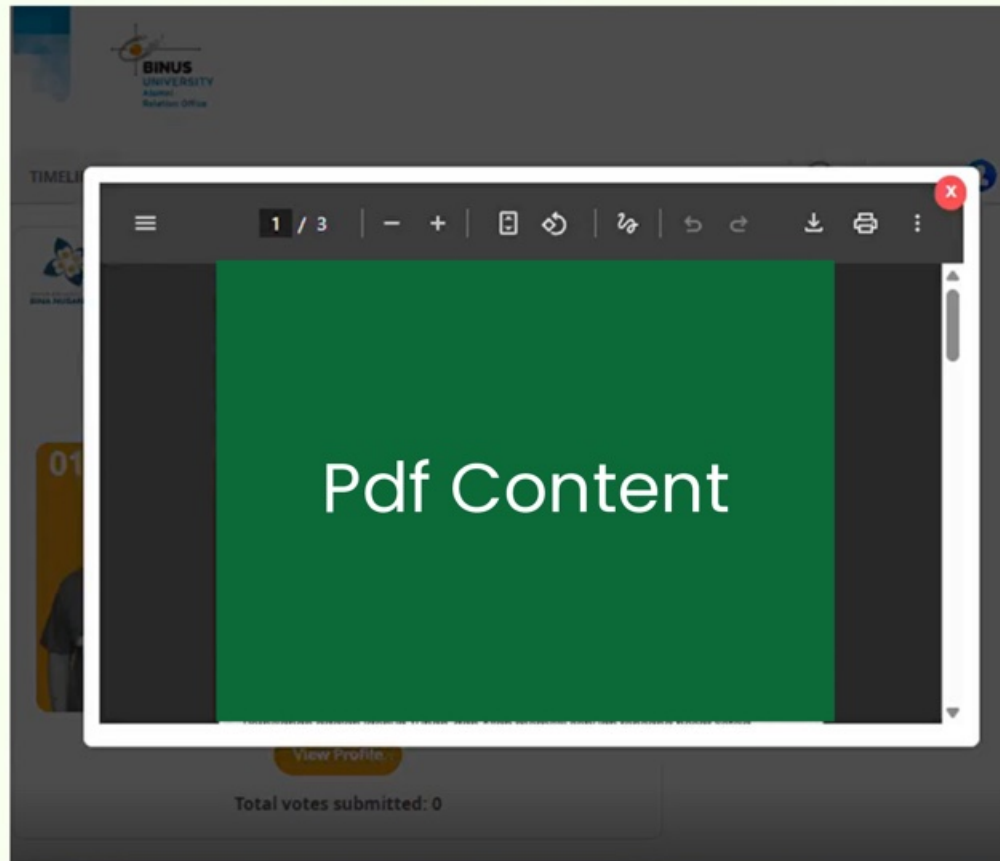 BINUS
UNIVERSITY
Alumni
Relation Office
TIMELI
X
1 / 3
01
Pdf Content
View Profile
Total votes submitted: 0